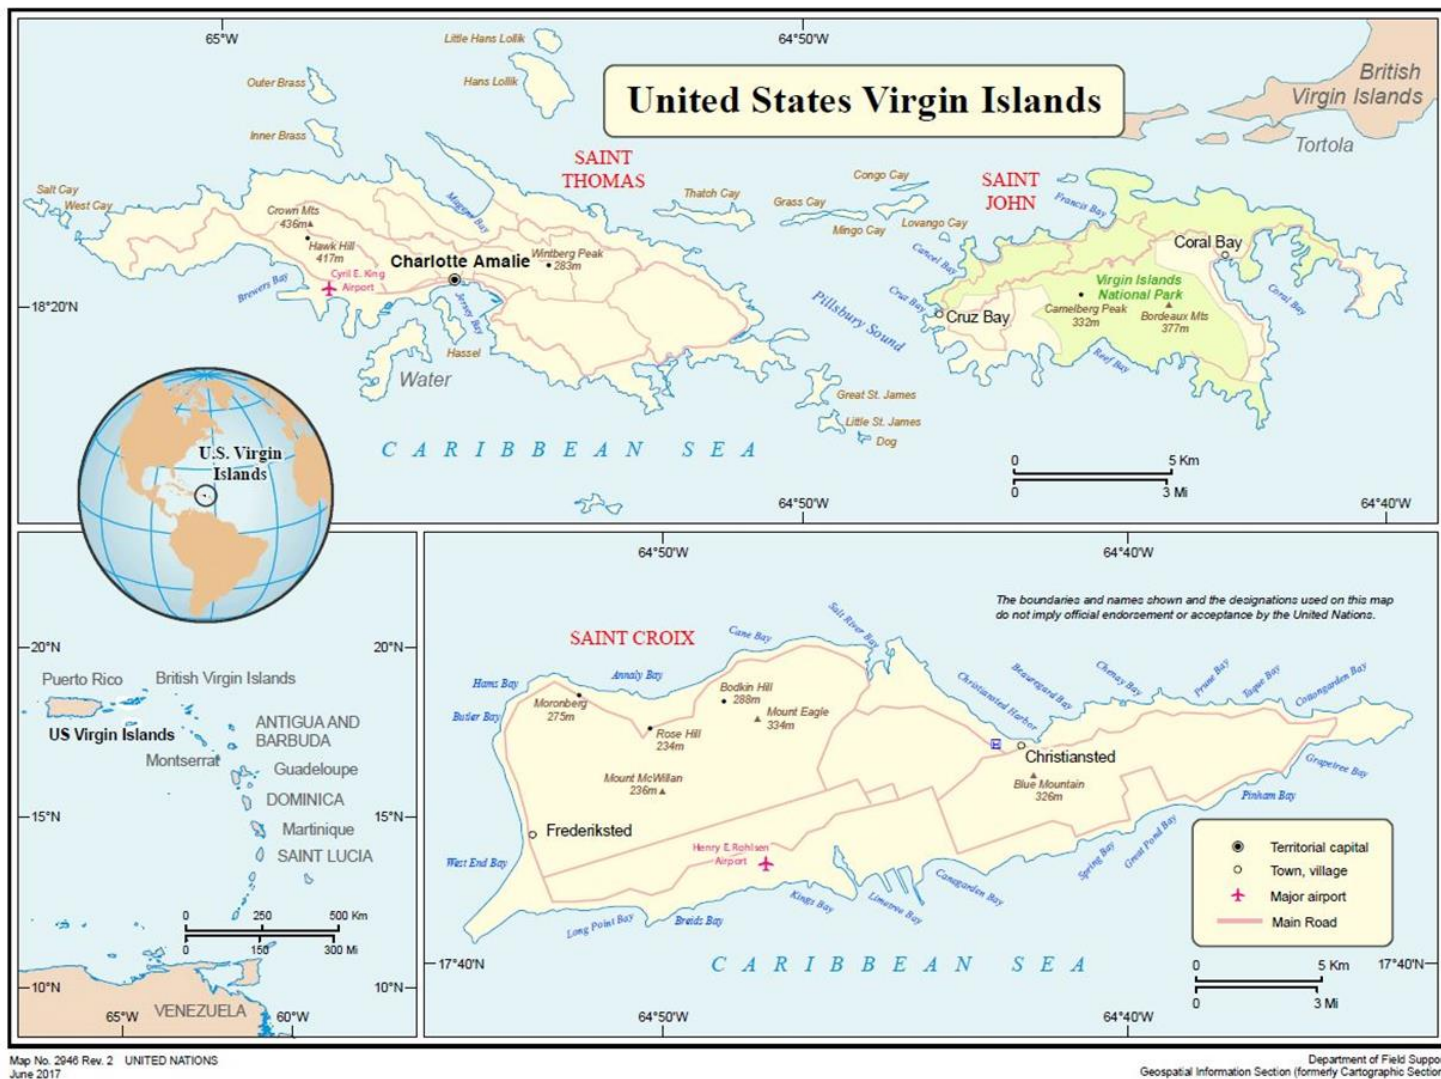 65°W
64°50'W
United States Virgin Islands
British
Virgin Islands
Tortola
Little Hans Lollik
Hans Lollik
Outer Brass
Inner Brass
SAINT
THOMAS
SAINT
JOHN
Salt Cay
West Cay
Crown Mts
436m
Hawk Hill
417m
Magens Bay
Charlotte Amalie
Wintberg Peak
283m
Cyril E. King
Airport
Brewers Bay
Jersey Bay
Hassel
Water
Thatch Cay
Grass Cay
Congo Cay
Mingo Cay
Lovango Cay
Francis Bay
Cancel Bay
Cruz Bay
Cruz Bay
Coral Bay
Coral Bay
Virgin Islands
National Park
Camelberg Peak
332m
Bordeaux Mts
377m
Reef Bay
Pillsbury Sound
Great St. James
Little St. James
Dog
18°20'N
CARIBBEAN SEA
0 5 Km
0 3 Mi
64°50'W
64°40'W
U.S. Virgin
Islands
20°N
20°N
Puerto Rico
British Virgin Islands
US Virgin Islands
ANTIGUA AND
BARBUDA
Montserrat
Guadeloupe
DOMINICA
15°N
15°N
Martinique
SAINT LUCIA
0 250 500 Km
0 150 300 Mi
10°N
10°N
VENEZUELA
65°W
60°W
64°50'W
64°40'W
The boundaries and names shown and the designations used on this map
do not imply official endorsement or acceptance by the United Nations.
SAINT CROIX
Cane Bay
Salt River Bay
Annaly Bay
Hams Bay
Butler Bay
Moronberg
275m
Bodkin Hill
288m
Mount Eagle
334m
Rose Hill
234m
Mount McWillan
236m
Christiansted Harbor
Beauregard Bay
Chenay Bay
Prune Bay
Teague Bay
Cottongarden Bay
Christiansted
Blue Mountain
326m
Grapetree Bay
Pinham Bay
Great Pond Bay
Spring Bay
Frederiksted
Henry E.Rohlsen
Airport
West End Bay
Long Point Bay
Breids Bay
Kings Bay
Limetree Bay
Canegarden Bay
Territorial capital
Town, village
Major airport
Main Road
17°40'N
17°40'N
CARIBBEAN SEA
0 5 Km
0 3 Mi
64°50'W
64°40'W
Map No. 2946 Rev. 2 UNITED NATIONS
June 2017
Department of Field Suppor
Geospatial Information Section (formerly Cartographic Section